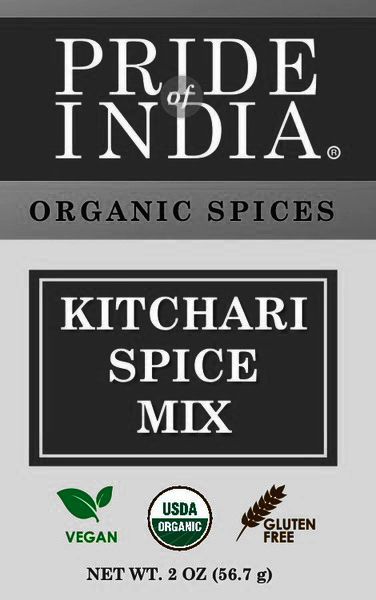 PRIDE
of
INDIA®
ORGANIC SPICES
KITCHARI
SPICE
MIX
VEGAN
USDA
ORGANIC
GLUTEN
FREE
NET WT. 2 OZ (56.7 g)